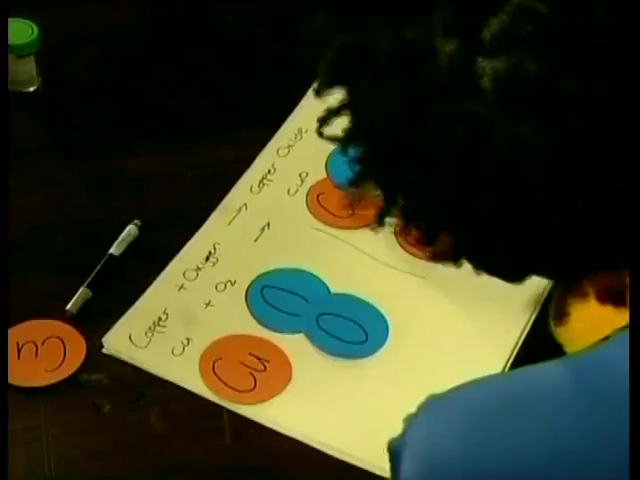 Copper + Oxygen → Copper Oxide
Cu + O₂ → CuO
O O
Cu
Cu